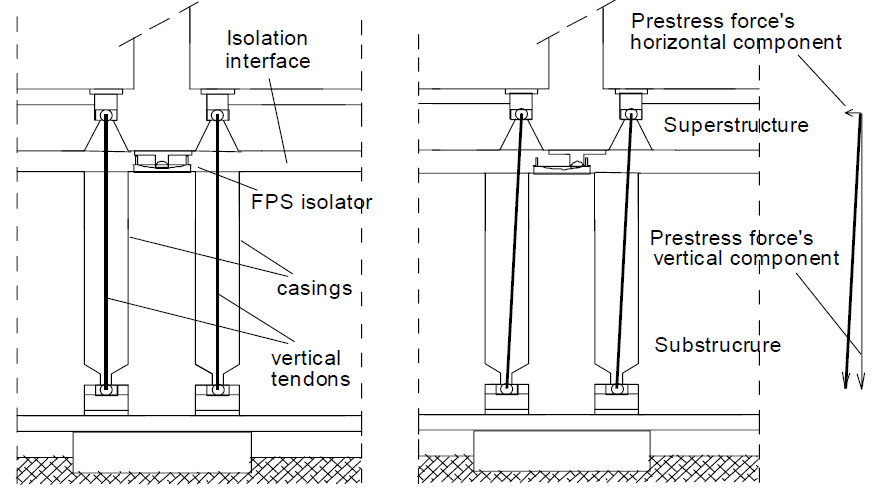 Isolation
interface
FPS isolator
casings
vertical
tendons
Prestress force's
horizontal component
Superstructure
Prestress force's
vertical component
Substrucrure